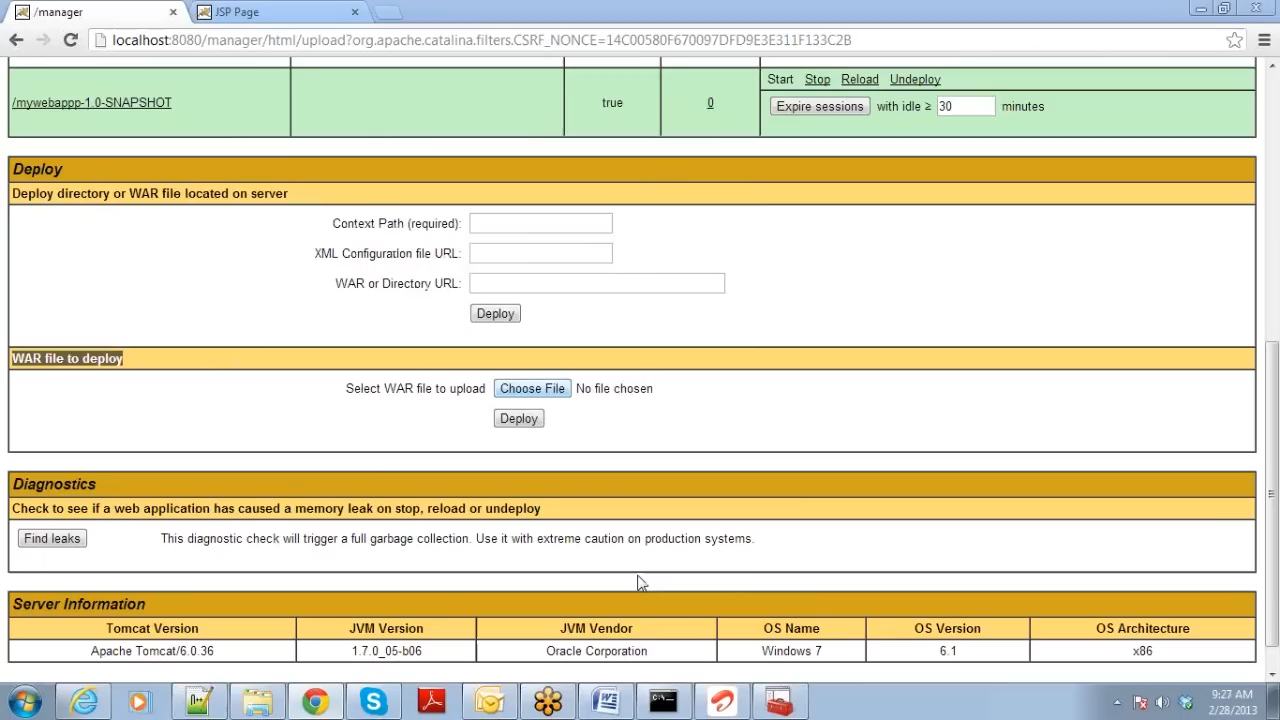 /manager
JSP Page
localhost:8080/manager/html/upload?org.apache.catalina.filters.CSRF_NONCE=14C00580F670097DFD9E3E311F133C2B
Start Stop Reload Undeploy
/mywebappp-1.0-SNAPSHOT true 0
Expire sessions with idle ≥ 30 minutes
Deploy
Deploy directory or WAR file located on server
Context Path (required):
XML Configuration file URL:
WAR or Directory URL:
Deploy
WAR file to deploy
Select WAR file to upload Choose File No file chosen
Deploy
Diagnostics
Check to see if a web application has caused a memory leak on stop, reload or undeploy
Find leaks This diagnostic check will trigger a full garbage collection. Use it with extreme caution on production systems.
Server Information
Tomcat Version JVM Version JVM Vendor OS Name OS Version OS Architecture
Apache Tomcat/6.0.36 1.7.0_05-b06 Oracle Corporation Windows 7 6.1 x86
9:27 AM
2/28/2013